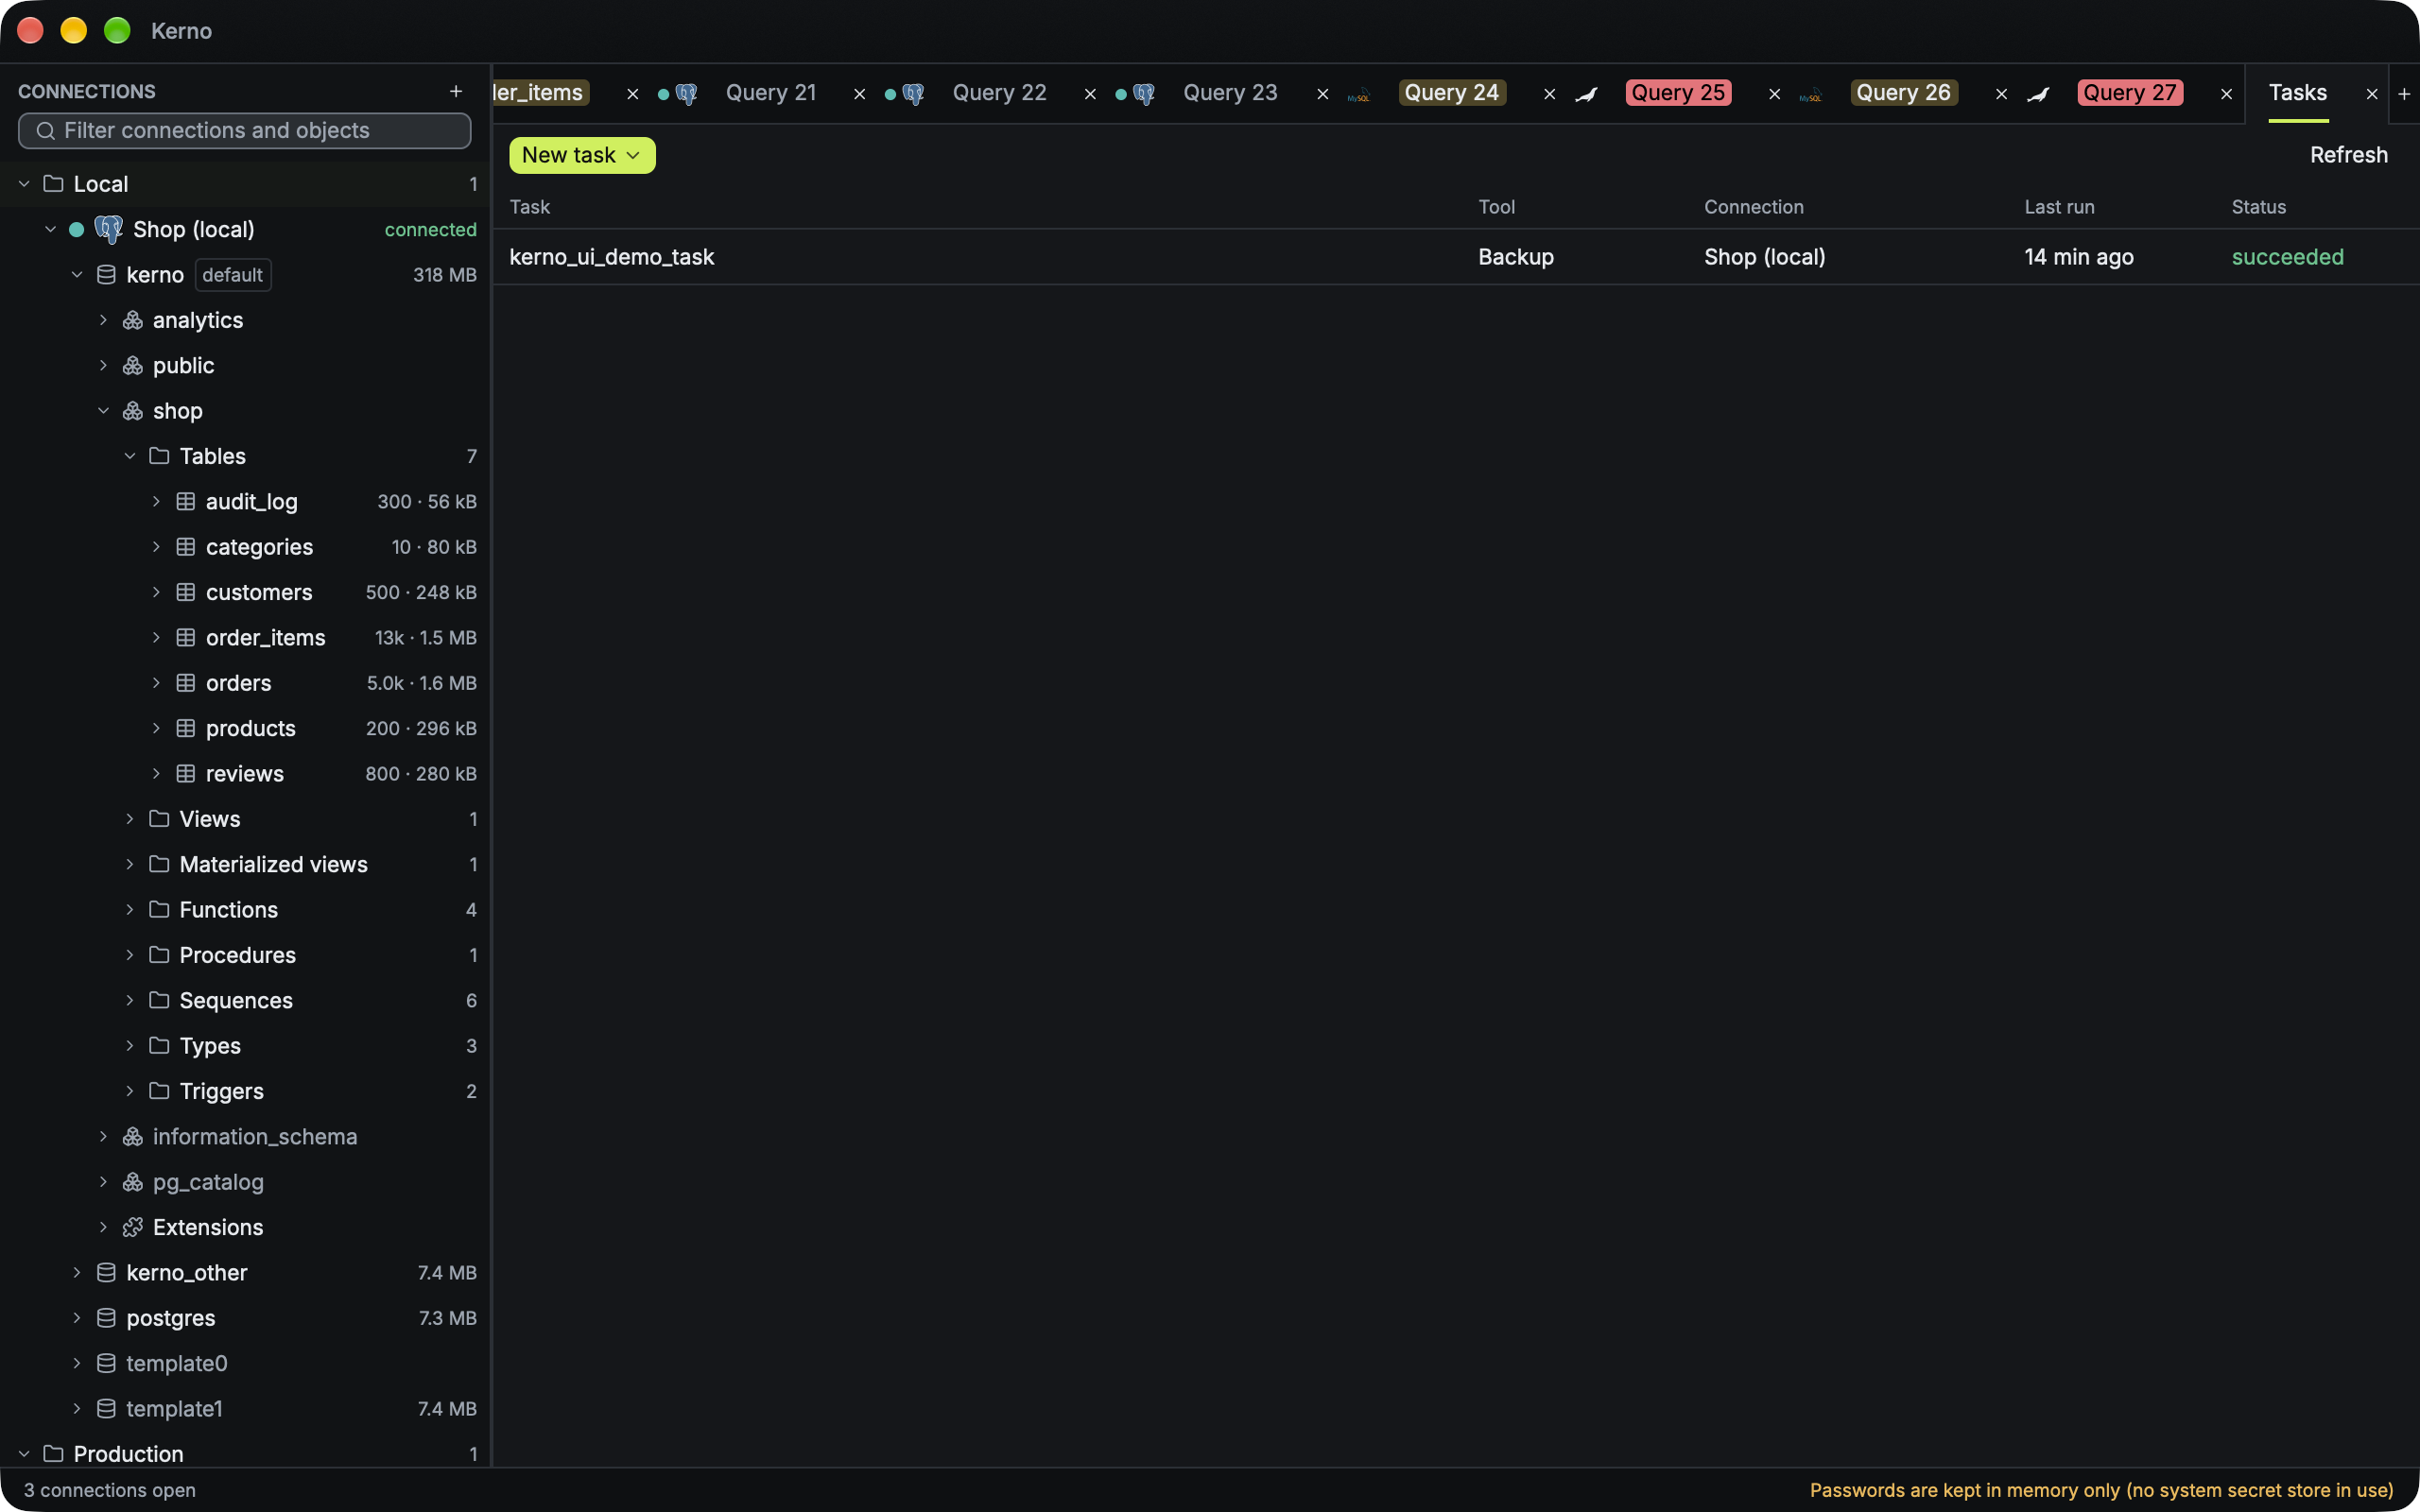 Kerno
CONNECTIONS
Filter connections and objects
Local 1
Shop (local) connected
kerno default 318 MB
analytics
public
shop
Tables 7
audit_log 300 · 56 kB
categories 10 · 80 kB
customers 500 · 248 kB
order_items 13k · 1.5 MB
orders 5.0k · 1.6 MB
products 200 · 296 kB
reviews 800 · 280 kB
Views 1
Materialized views 1
Functions 4
Procedures 1
Sequences 6
Types 3
Triggers 2
information_schema
pg_catalog
Extensions
kerno_other 7.4 MB
postgres 7.3 MB
template0
template1 7.4 MB
Production 1
ler_items Query 21 Query 22 Query 23 MySQL Query 24 Query 25 MySQL Query 26 Query 27 Tasks
New task Refresh
Task Tool Connection Last run Status
kerno_ui_demo_task Backup Shop (local) 14 min ago succeeded
3 connections open Passwords are kept in memory only (no system secret store in use)